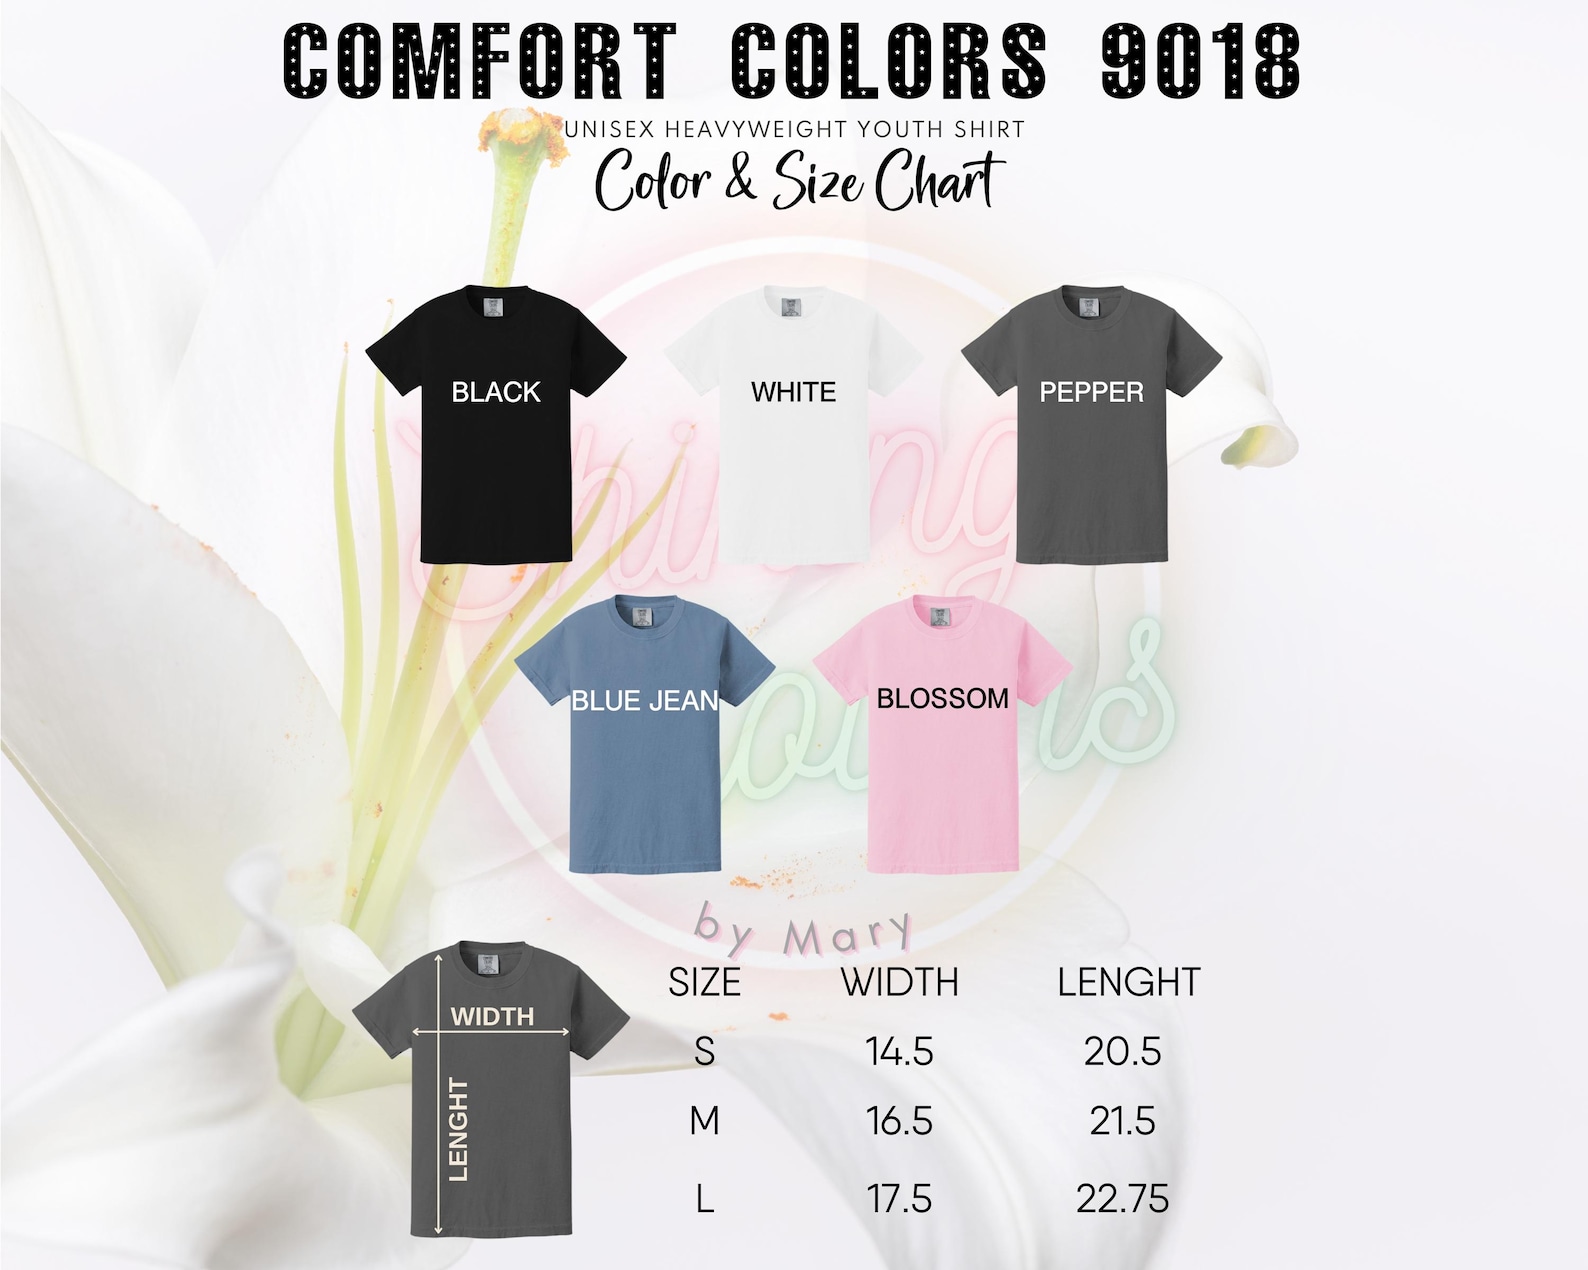 COMFORT COLORS 9018
UNISEX HEAVYWEIGHT YOUTH SHIRT
Color & Size Chart
BLACK
WHITE
PEPPER
BLUE JEAN
BLOSSOM
by Mary
SIZE WIDTH LENGHT
S 14.5 20.5
M 16.5 21.5
L 17.5 22.75
WIDTH
LENGHT